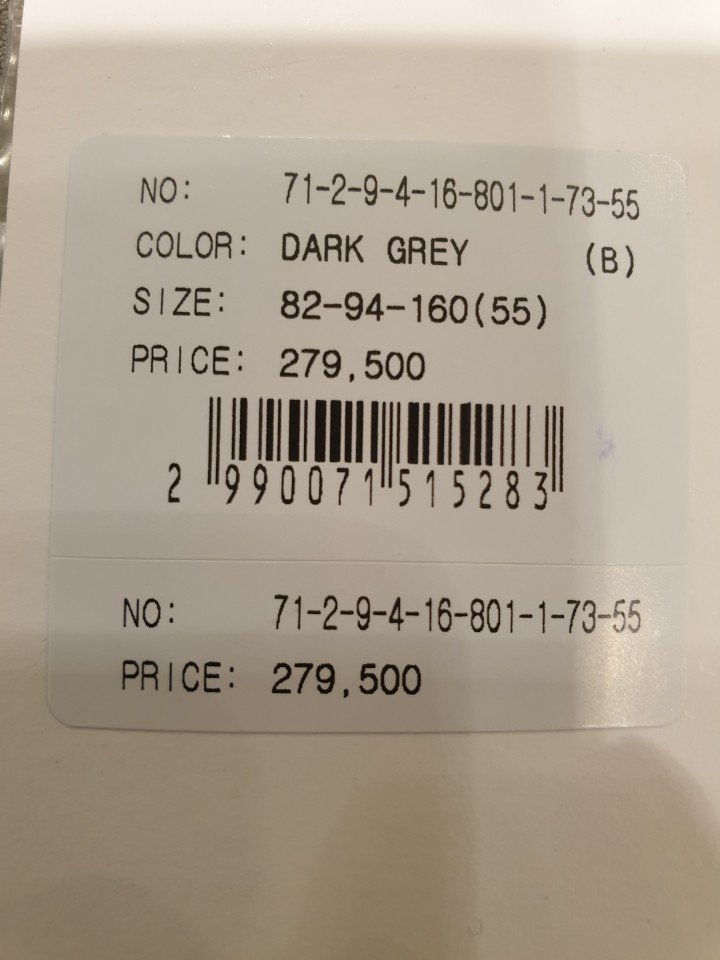 NO: 71-2-9-4-16-801-1-73-55
COLOR: DARK GREY (B)
SIZE: 82-94-160(55)
PRICE: 279,500
2 990071 515283
NO: 71-2-9-4-16-801-1-73-55
PRICE: 279,500